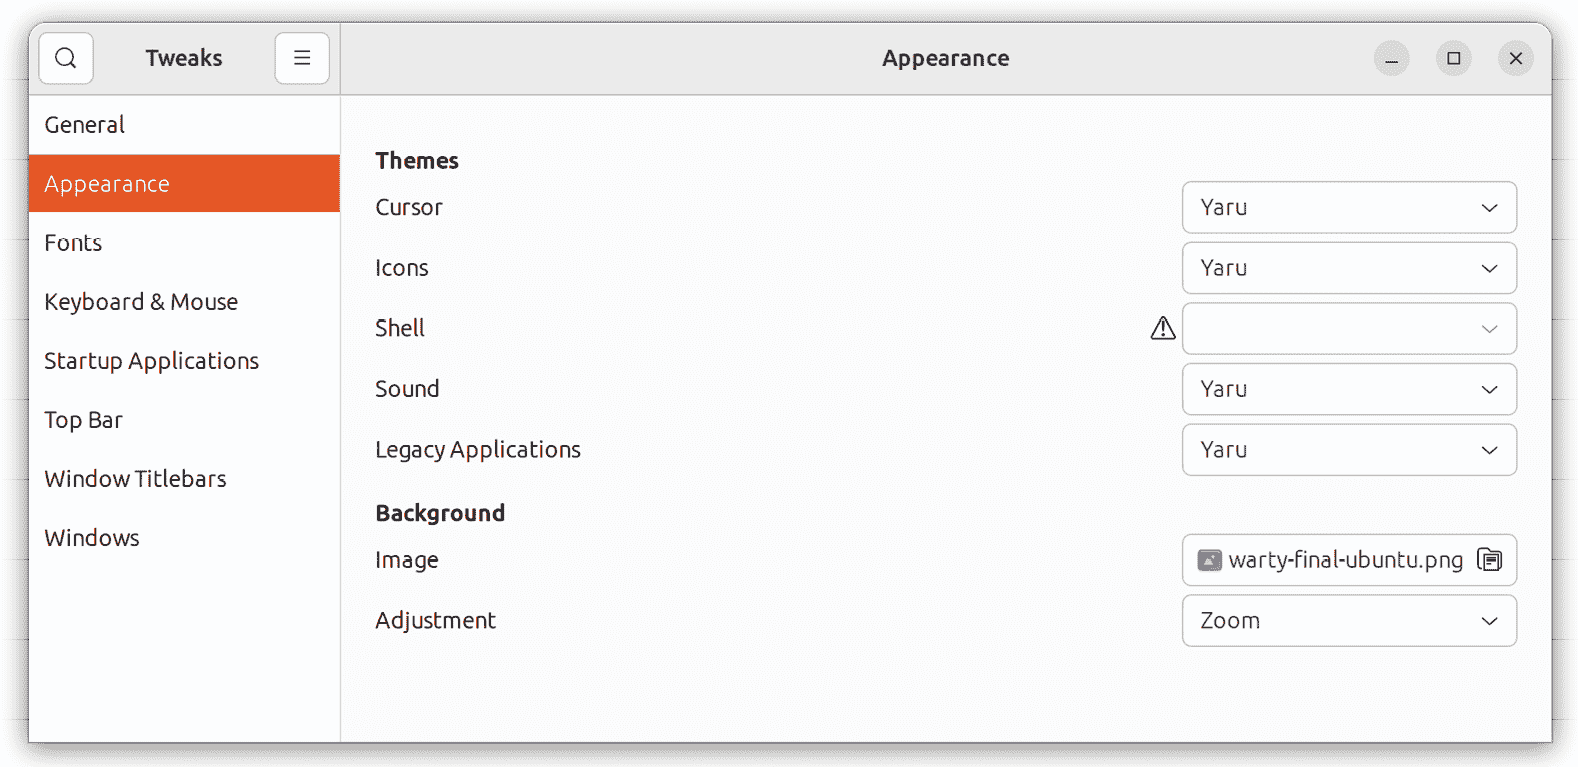 Tweaks
Appearance
General
Appearance
Fonts
Keyboard & Mouse
Startup Applications
Top Bar
Window Titlebars
Windows
Themes
Cursor Yaru
Icons Yaru
Shell
Sound Yaru
Legacy Applications Yaru
Background
Image warty-final-ubuntu.png
Adjustment Zoom